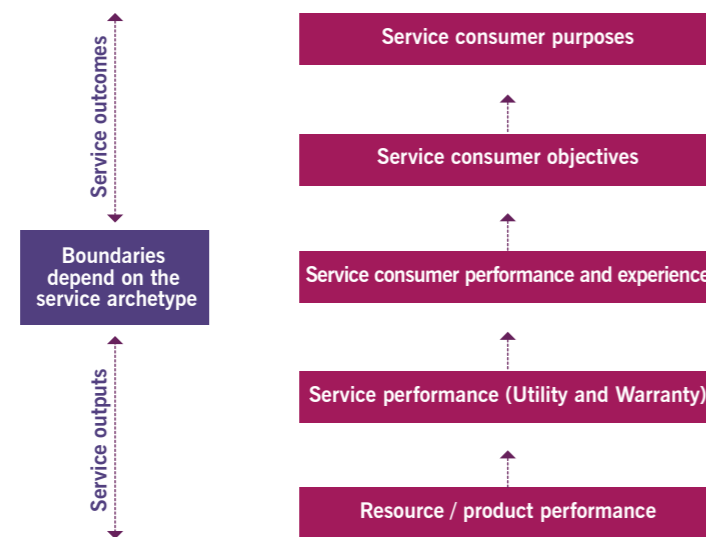 Service outcomes
Boundaries
depend on the
service archetype
Service outputs
Service consumer purposes
Service consumer objectives
Service consumer performance and experience
Service performance (Utility and Warranty)
Resource / product performance